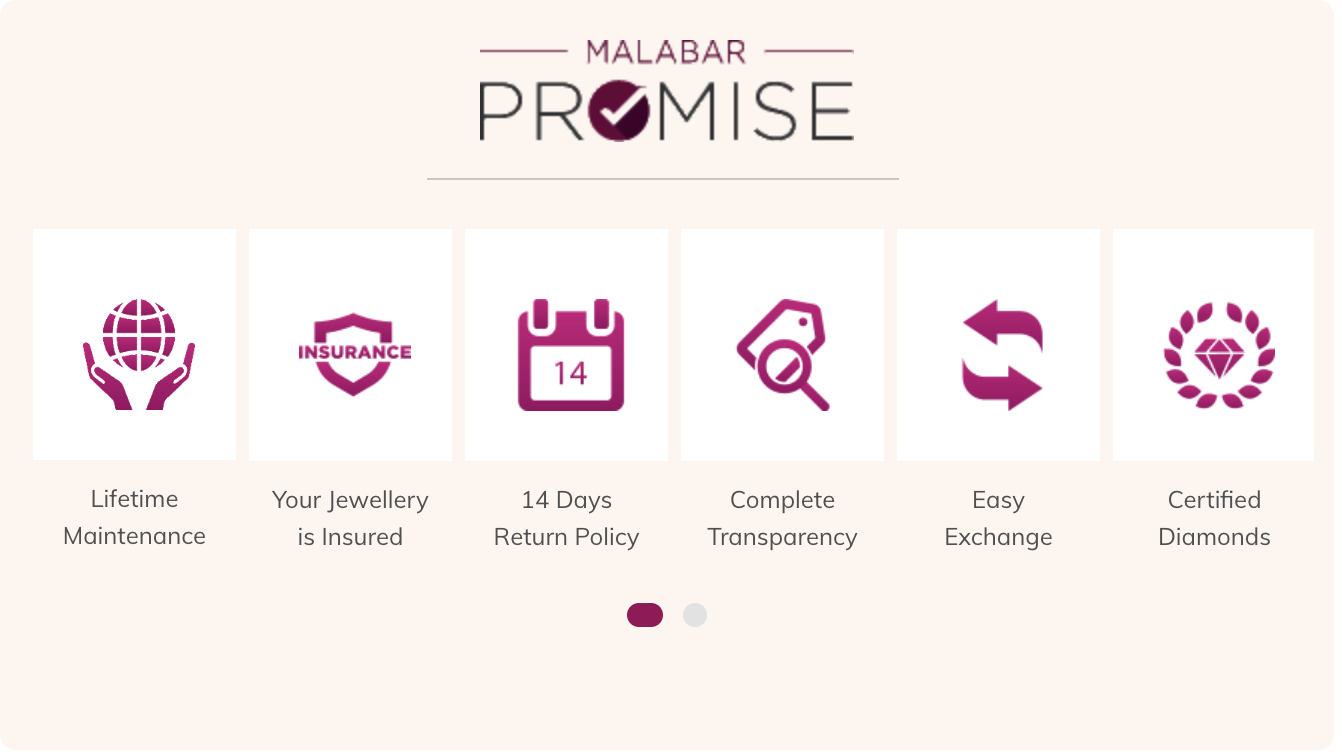 MALABAR
PROMISE
INSURANCE
14
Lifetime
Maintenance
Your Jewellery
is Insured
14 Days
Return Policy
Complete
Transparency
Easy
Exchange
Certified
Diamonds